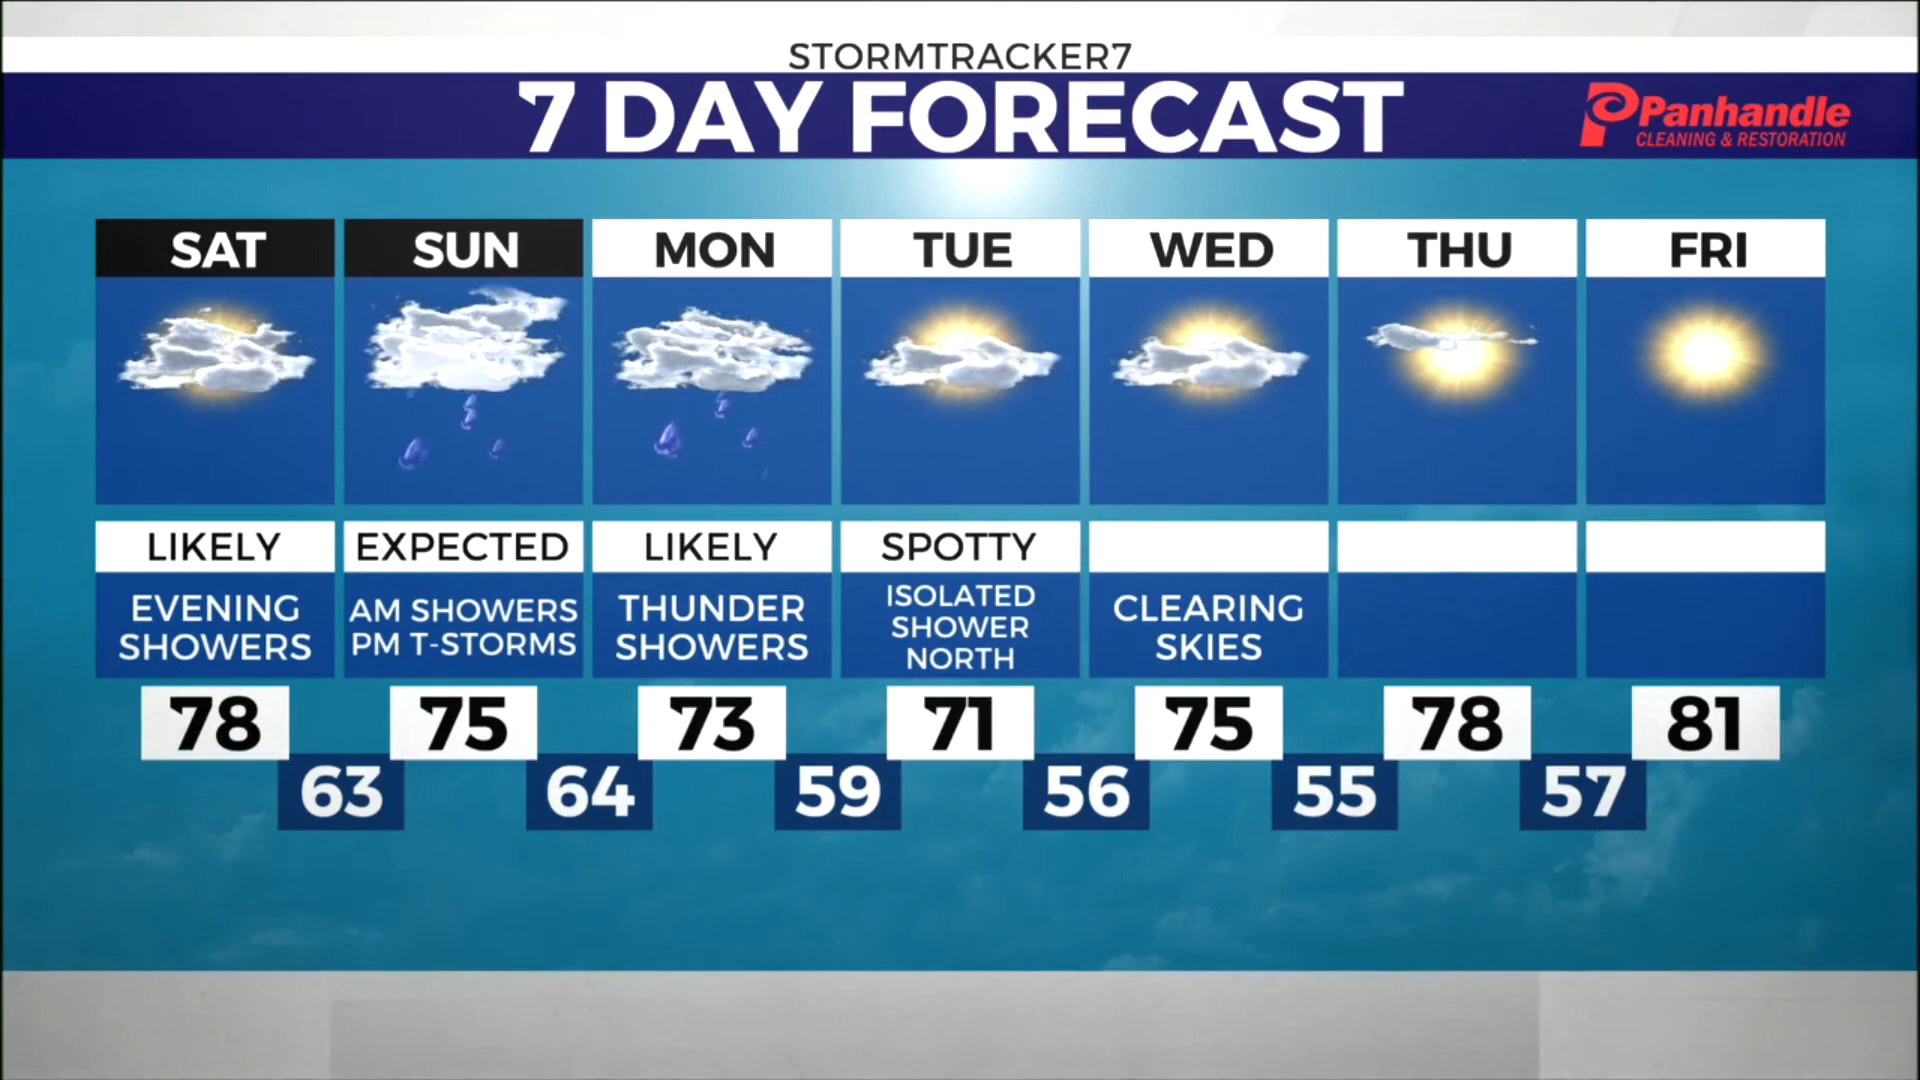 STORMTRACKER7
7 DAY FORECAST
Panhandle
CLEANING & RESTORATION
SAT
SUN
MON
TUE
WED
THU
FRI
LIKELY
EXPECTED
LIKELY
SPOTTY
EVENING
SHOWERS
AM SHOWERS
PM T-STORMS
THUNDER
SHOWERS
ISOLATED
SHOWER
NORTH
CLEARING
SKIES
78
75
73
71
75
78
81
63
64
59
56
55
57